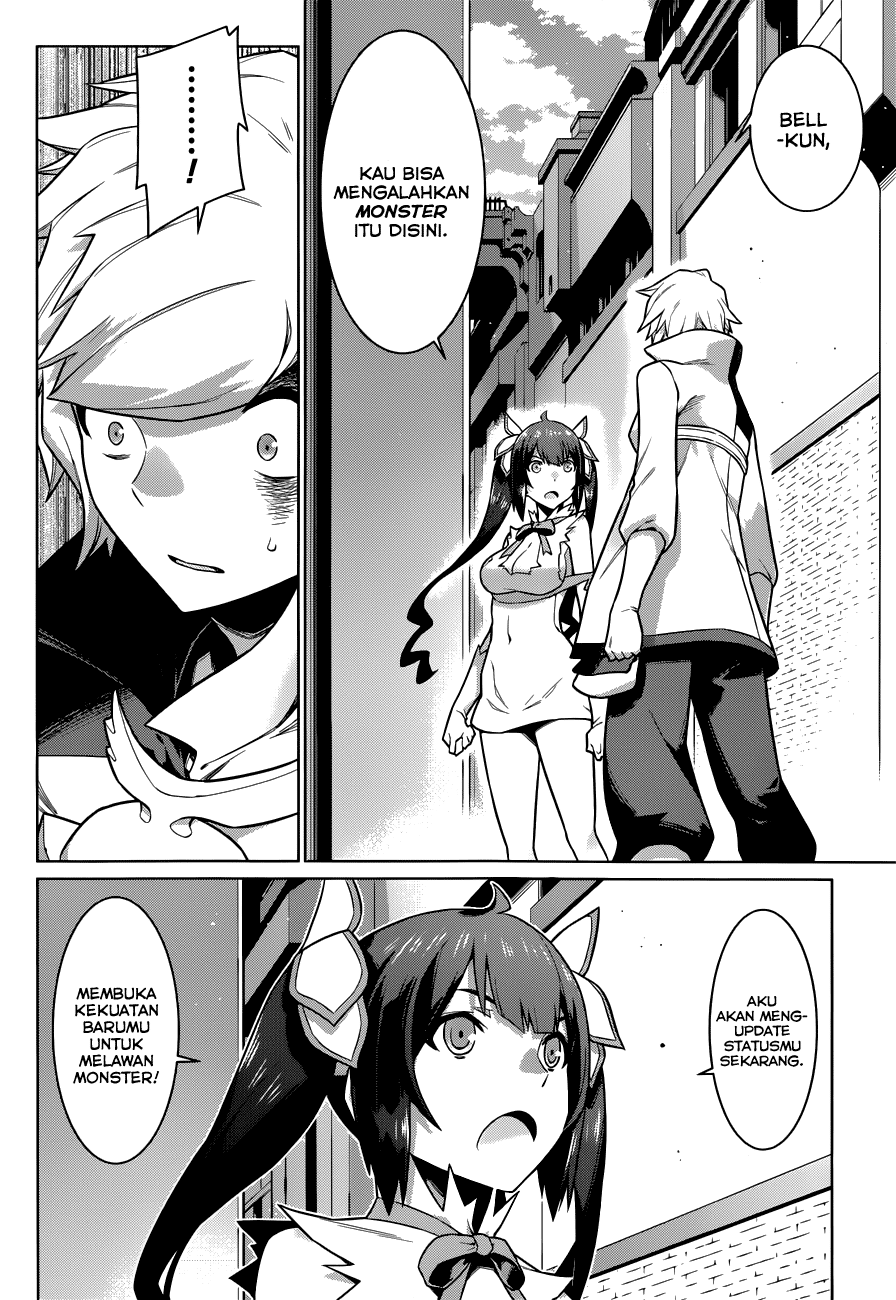 BELL
-KUN,
KAU BISA
MENGALAHKAN
MONSTER
ITU DISINI.
.........!
AKU
AKAN MENG-
UPDATE
STATUSMU
SEKARANG.
MEMBUKA
KEKUATAN
BARUMU
UNTUK
MELAWAN
MONSTER!